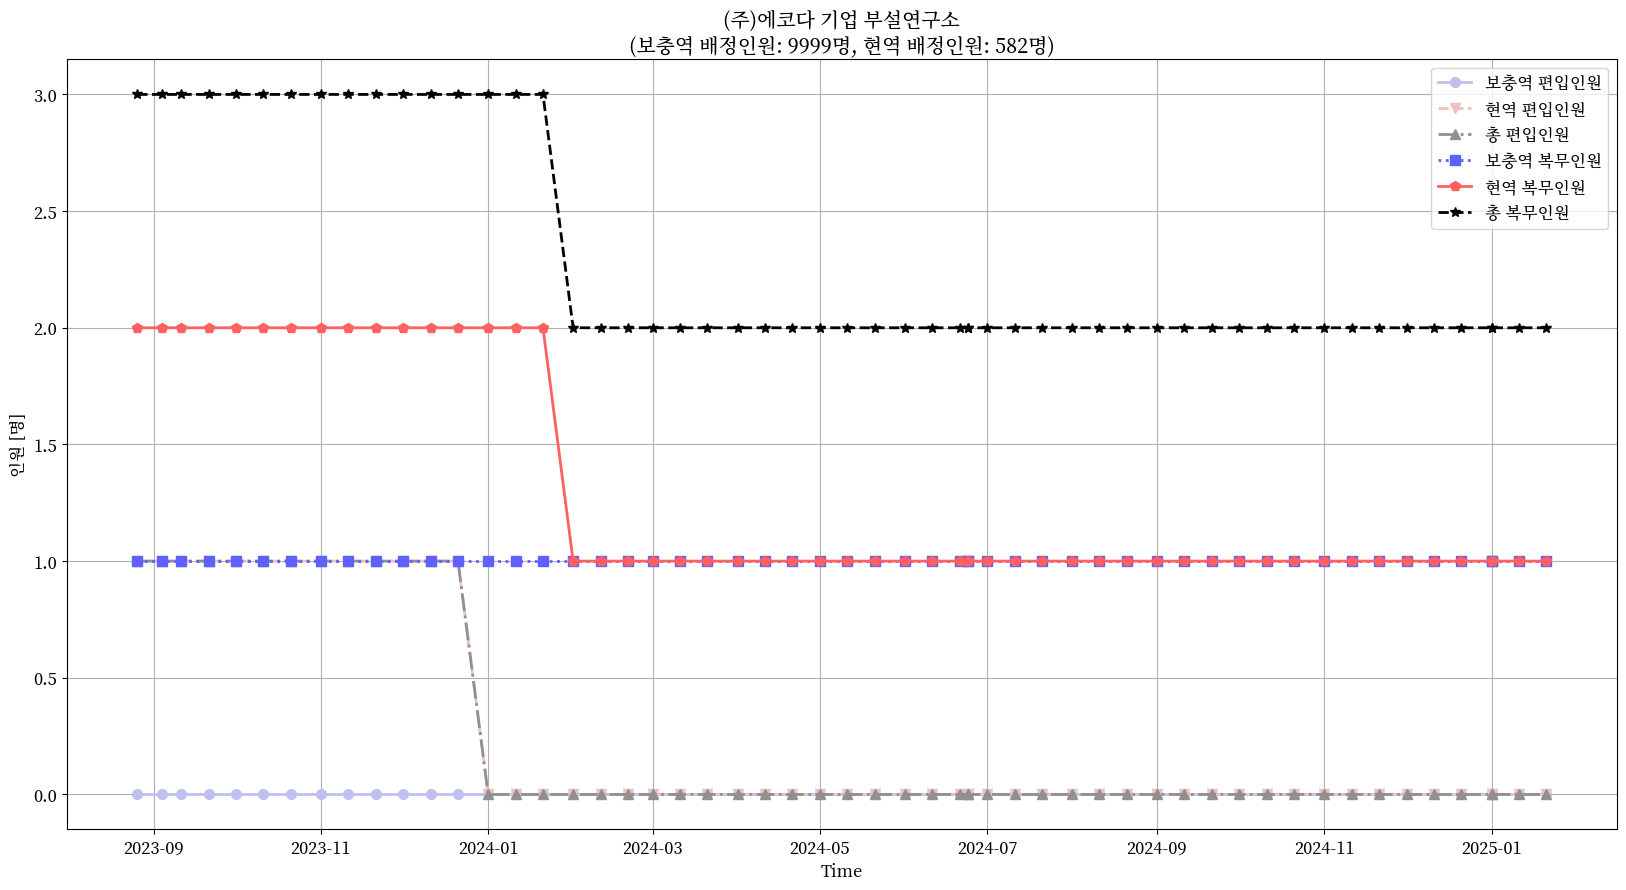 (주)에코다 기업 부설연구소
(보충역 배정인원: 9999명, 현역 배정인원: 582명)
보충역 편입인원
현역 편입인원
총 편입인원
보충역 복무인원
현역 복무인원
총 복무인원
인원 [명]
3.0
2.5
2.0
1.5
1.0
0.5
0.0
2023-09 2023-11 2024-01 2024-03 2024-05 2024-07 2024-09 2024-11 2025-01
Time